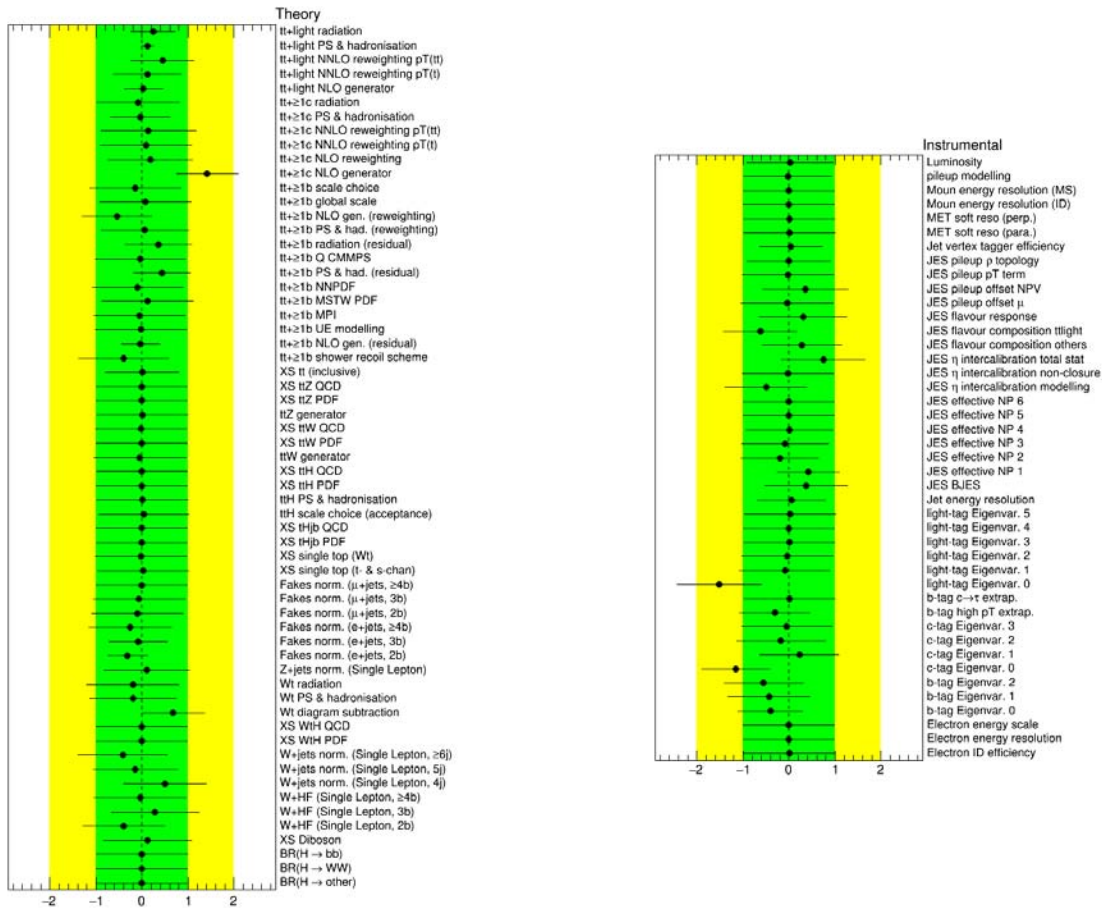 Theory
tt+light radiation
tt+light PS & hadronisation
tt+light NNLO reweighting pT(tt)
tt+light NNLO reweighting pT(t)
tt+light NLO generator
tt+≥1c radiation
tt+≥1c PS & hadronisation
tt+≥1c NNLO reweighting pT(tt)
tt+≥1c NNLO reweighting pT(t)
tt+≥1c NLO reweighting
tt+≥1c NLO generator
tt+≥1b scale choice
tt+≥1b global scale
tt+≥1b NLO gen. (reweighting)
tt+≥1b PS & had. (reweighting)
tt+≥1b radiation (residual)
tt+≥1b Q CMMPS
tt+≥1b PS & had. (residual)
tt+≥1b NNPDF
tt+≥1b MSTW PDF
tt+≥1b MPI
tt+≥1b UE modelling
tt+≥1b NLO gen. (residual)
tt+≥1b shower recoil scheme
XS tt (inclusive)
XS ttZ QCD
XS ttZ PDF
ttZ generator
XS ttW QCD
XS ttW PDF
ttW generator
XS ttH QCD
XS ttH PDF
ttH PS & hadronisation
ttH scale choice (acceptance)
XS tHjb QCD
XS tHjb PDF
XS single top (Wt)
XS single top (t- & s-chan)
Fakes norm. (μ+jets, ≥4b)
Fakes norm. (μ+jets, 3b)
Fakes norm. (μ+jets, 2b)
Fakes norm. (e+jets, ≥4b)
Fakes norm. (e+jets, 3b)
Fakes norm. (e+jets, 2b)
Z+jets norm. (Single Lepton)
Wt radiation
Wt PS & hadronisation
Wt diagram subtraction
XS WtH QCD
XS WtH PDF
W+jets norm. (Single Lepton, ≥6j)
W+jets norm. (Single Lepton, 5j)
W+jets norm. (Single Lepton, 4j)
W+HF (Single Lepton, ≥4b)
W+HF (Single Lepton, 3b)
W+HF (Single Lepton, 2b)
XS Diboson
BR(H → bb)
BR(H → WW)
BR(H → other)
−2 −1 0 1 2
Instrumental
Luminosity
pileup modelling
Moun energy resolution (MS)
Moun energy resolution (ID)
MET soft reso (perp.)
MET soft reso (para.)
Jet vertex tagger efficiency
JES pileup ρ topology
JES pileup pT term
JES pileup offset NPV
JES pileup offset μ
JES flavour response
JES flavour composition ttlight
JES flavour composition others
JES η intercalibration total stat
JES η intercalibration non-closure
JES η intercalibration modelling
JES effective NP 6
JES effective NP 5
JES effective NP 4
JES effective NP 3
JES effective NP 2
JES effective NP 1
JES BJES
Jet energy resolution
light-tag Eigenvar. 5
light-tag Eigenvar. 4
light-tag Eigenvar. 3
light-tag Eigenvar. 2
light-tag Eigenvar. 1
light-tag Eigenvar. 0
b-tag c→τ extrap.
b-tag high pT extrap.
c-tag Eigenvar. 3
c-tag Eigenvar. 2
c-tag Eigenvar. 1
c-tag Eigenvar. 0
b-tag Eigenvar. 2
b-tag Eigenvar. 1
b-tag Eigenvar. 0
Electron energy scale
Electron energy resolution
Electron ID efficiency
−2 −1 0 1 2